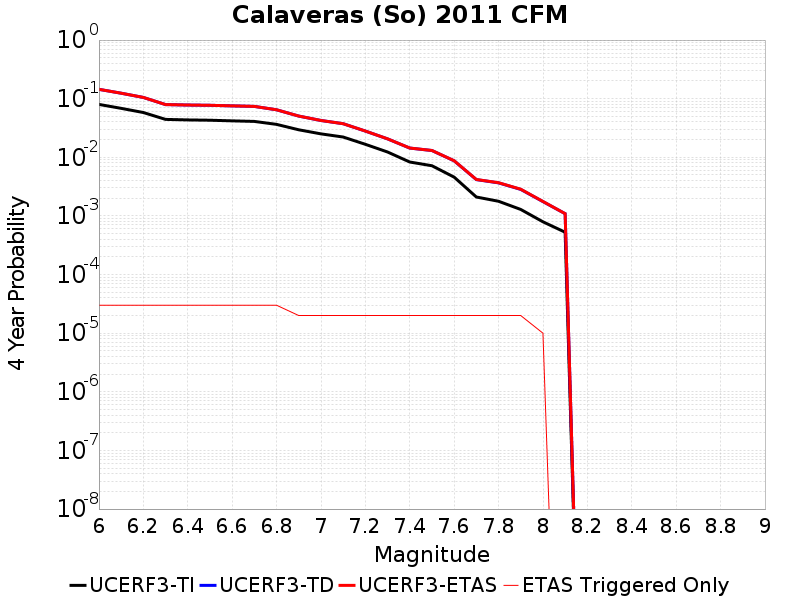 Calaveras (So) 2011 CFM
10^0
10^-1
10^-2
10^-3
10^-4
10^-5
10^-6
10^-7
10^-8
4 Year Probability
6 6.2 6.4 6.6 6.8 7 7.2 7.4 7.6 7.8 8 8.2 8.4 8.6 8.8 9
Magnitude
UCERF3-TI UCERF3-TD UCERF3-ETAS ETAS Triggered Only